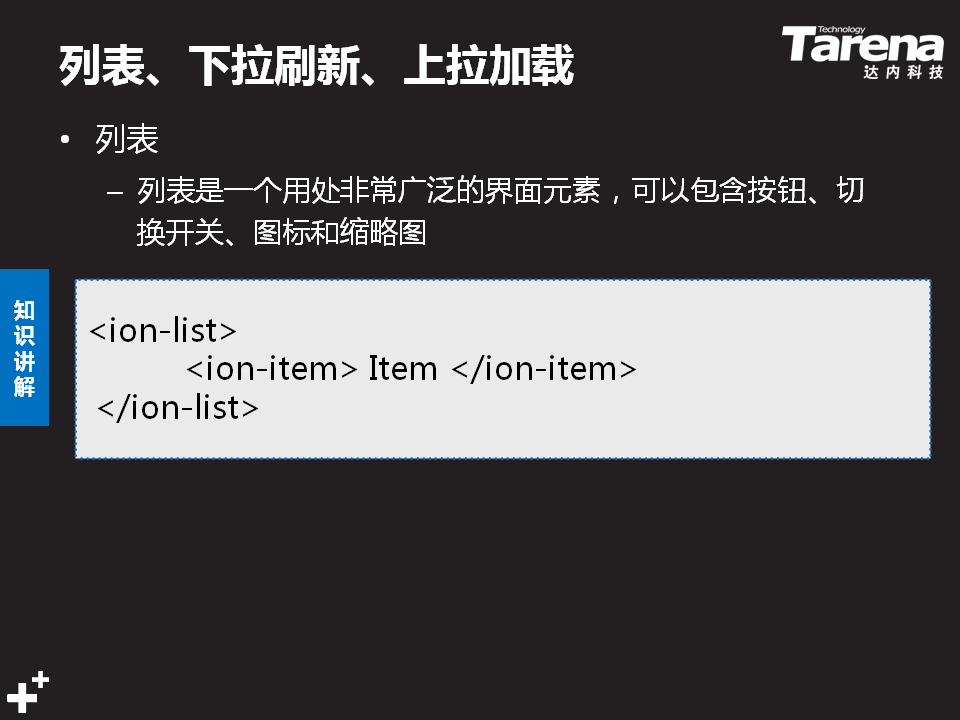 列表、下拉刷新、上拉加载
Technology
Tarena
达内科技
• 列表
– 列表是一个用处非常广泛的界面元素，可以包含按钮、切
换开关、图标和缩略图
知识讲解
<ion-list>
<ion-item> Item </ion-item>
</ion-list>